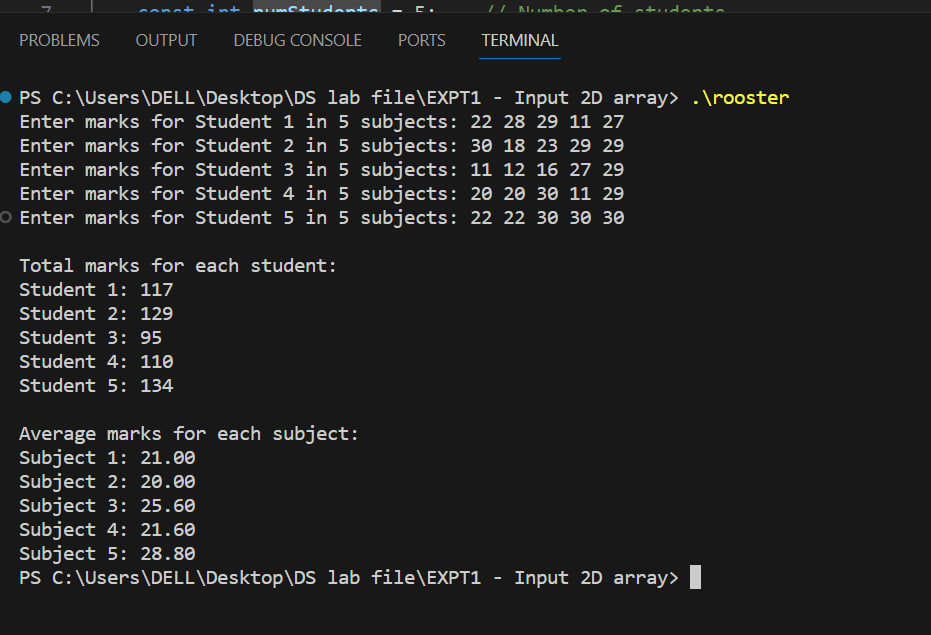 7 const int numStudents = 5; // Number of students
PROBLEMS OUTPUT DEBUG CONSOLE PORTS TERMINAL
PS C:\Users\DELL\Desktop\DS lab file\EXPT1 - Input 2D array> .\rooster
Enter marks for Student 1 in 5 subjects: 22 28 29 11 27
Enter marks for Student 2 in 5 subjects: 30 18 23 29 29
Enter marks for Student 3 in 5 subjects: 11 12 16 27 29
Enter marks for Student 4 in 5 subjects: 20 20 30 11 29
Enter marks for Student 5 in 5 subjects: 22 22 30 30 30
Total marks for each student:
Student 1: 117
Student 2: 129
Student 3: 95
Student 4: 110
Student 5: 134
Average marks for each subject:
Subject 1: 21.00
Subject 2: 20.00
Subject 3: 25.60
Subject 4: 21.60
Subject 5: 28.80
PS C:\Users\DELL\Desktop\DS lab file\EXPT1 - Input 2D array>